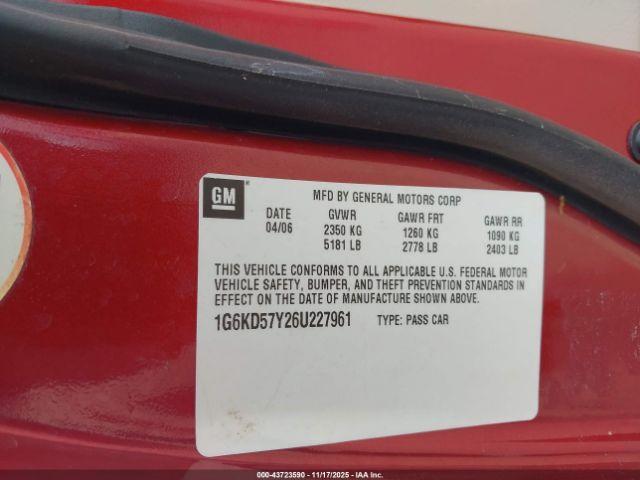 GM
MFD BY GENERAL MOTORS CORP
DATE GVWR GAWR FRT GAWR RR
04/06 2350 KG 1260 KG 1090 KG
5181 LB 2778 LB 2403 LB
THIS VEHICLE CONFORMS TO ALL APPLICABLE U.S. FEDERAL MOTOR
VEHICLE SAFETY, BUMPER, AND THEFT PREVENTION STANDARDS IN
EFFECT ON THE DATE OF MANUFACTURE SHOWN ABOVE.
1G6KD57Y26U227961 TYPE: PASS CAR
000-43723590 - 11/17/2025 - IAA Inc.